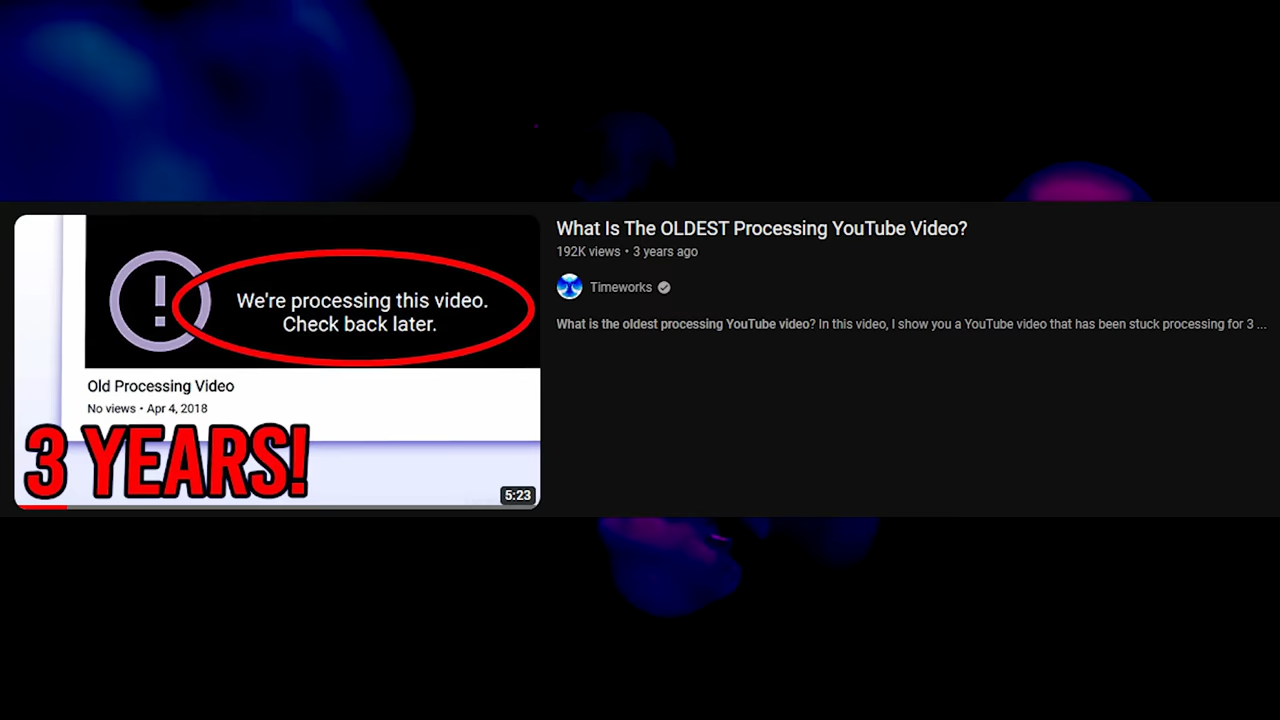 We're processing this video.
Check back later.
Old Processing Video
No views • Apr 4, 2018
3 YEARS!
5:23
What Is The OLDEST Processing YouTube Video?
192K views • 3 years ago
Timeworks
What is the oldest processing YouTube video? In this video, I show you a YouTube video that has been stuck processing for 3 ...